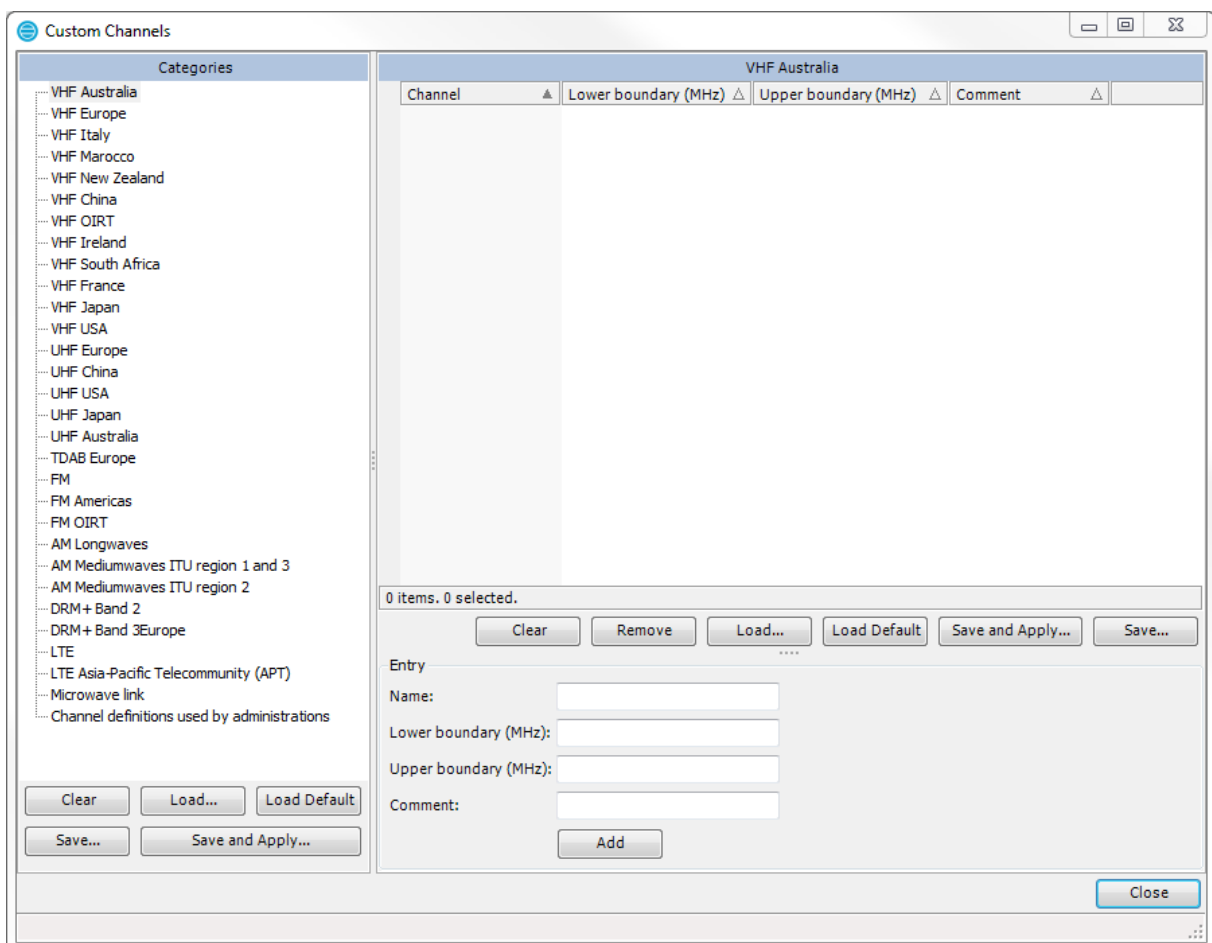 Custom Channels
Categories
VHF Australia
VHF Europe
VHF Italy
VHF Marocco
VHF New Zealand
VHF China
VHF OIRT
VHF Ireland
VHF South Africa
VHF France
VHF Japan
VHF USA
UHF Europe
UHF China
UHF USA
UHF Japan
UHF Australia
TDAB Europe
FM
FM Americas
FM OIRT
AM Longwaves
AM Mediumwaves ITU region 1 and 3
AM Mediumwaves ITU region 2
DRM+ Band 2
DRM+ Band 3Europe
LTE
LTE Asia-Pacific Telecommunity (APT)
Microwave link
Channel definitions used by administrations
Clear Load... Load Default
Save... Save and Apply...
VHF Australia
Channel Lower boundary (MHz) Upper boundary (MHz) Comment
0 items. 0 selected.
Clear Remove Load... Load Default Save and Apply... Save...
Entry
Name:
Lower boundary (MHz):
Upper boundary (MHz):
Comment:
Add
Close